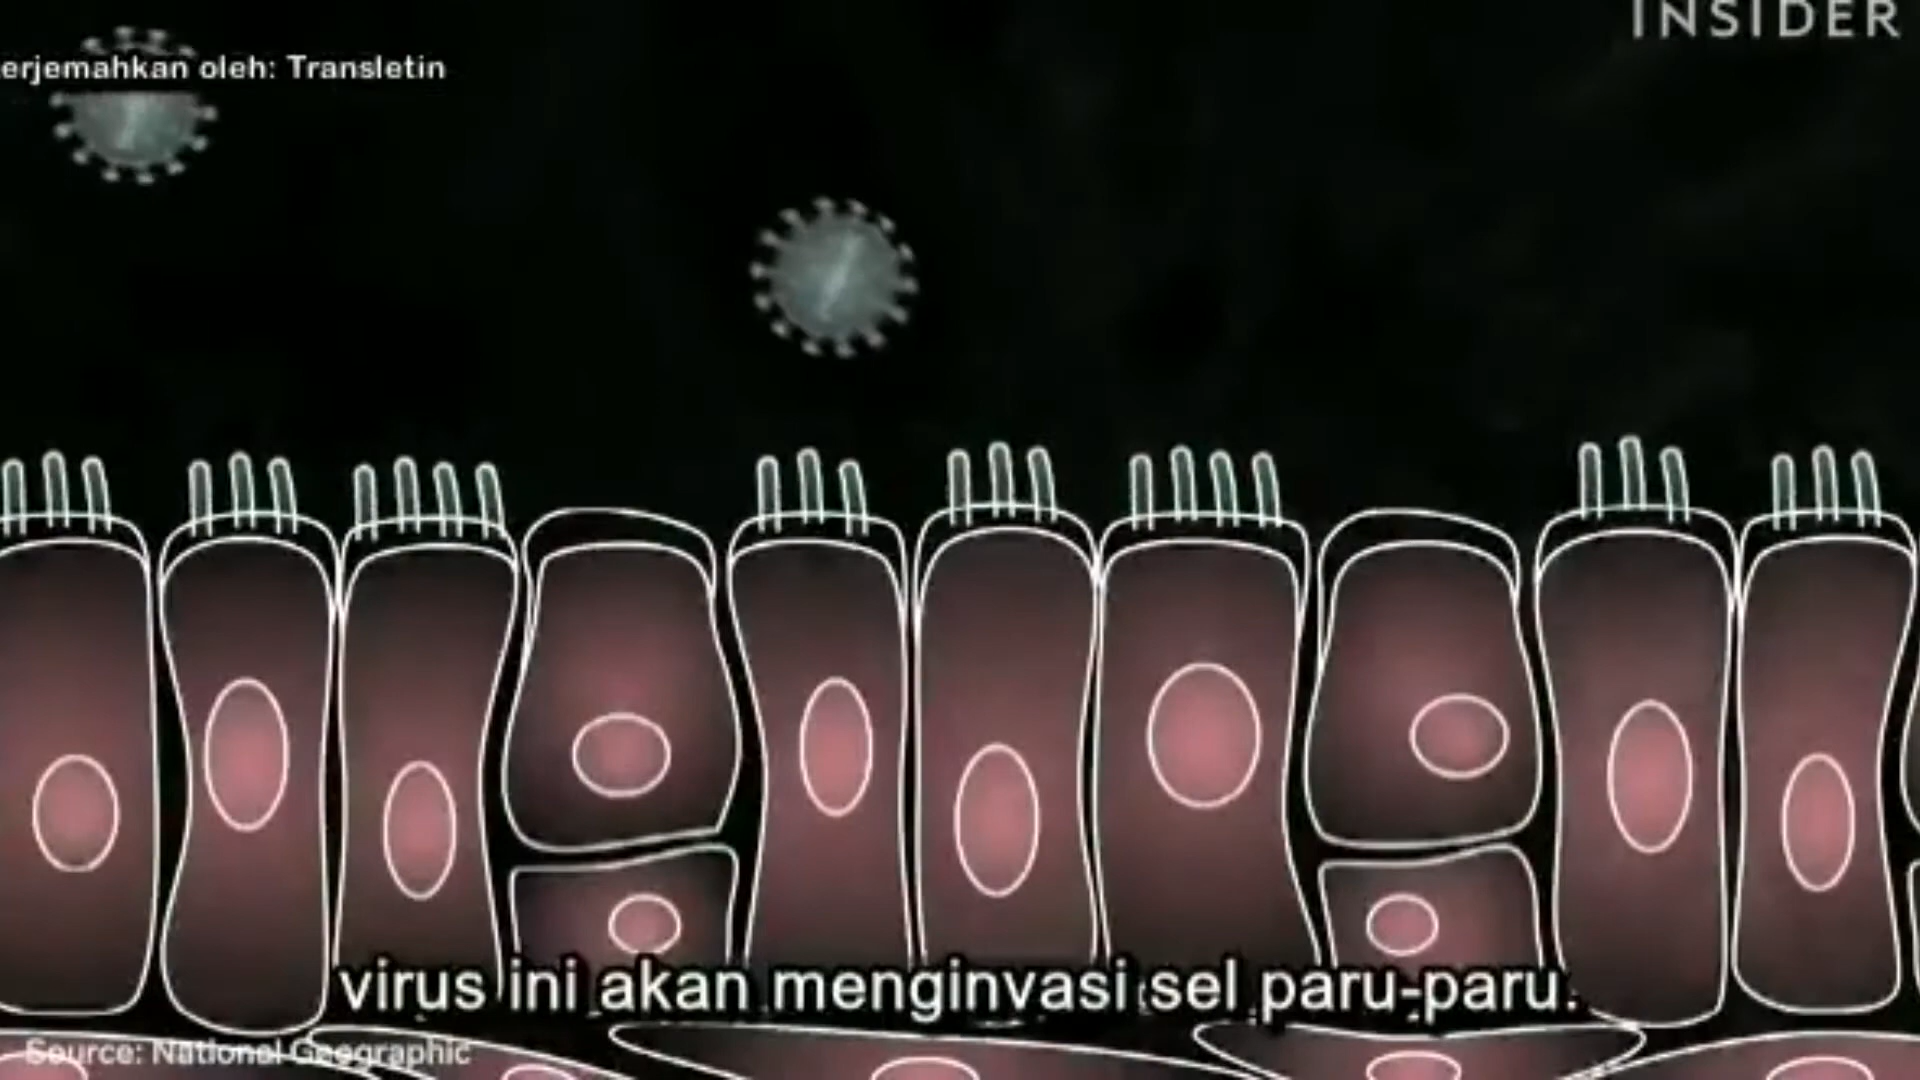 INSIDER
erjemahkan oleh: Transletin
virus ini akan menginvasi sel paru-paru.
Source: National Geographic